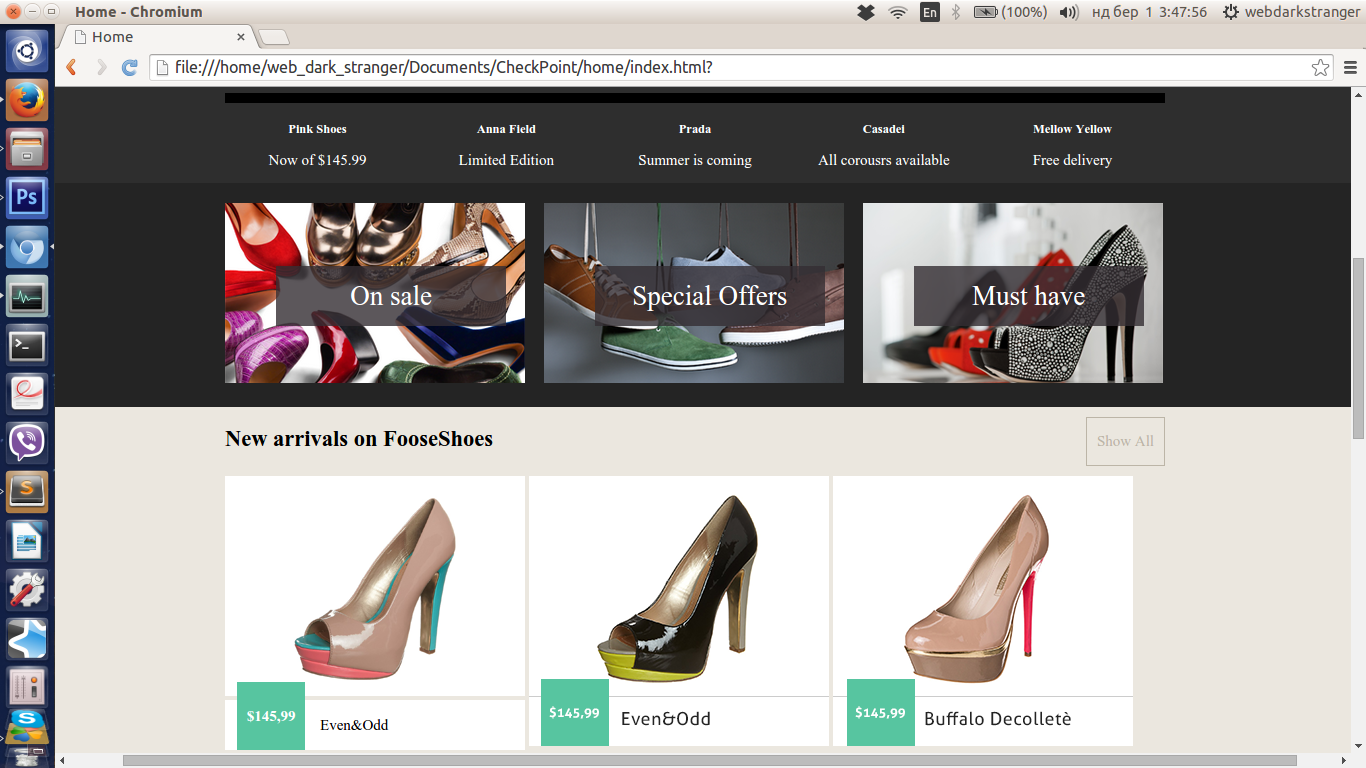 Home - Chromium
En
(100%)
нд бер 1 3:47:56
webdarkstranger
Home
file:///home/web_dark_stranger/Documents/CheckPoint/home/index.html?
Ps
Pink Shoes
Anna Field
Prada
Casadei
Mellow Yellow
Now of $145.99
Limited Edition
Summer is coming
All corousrs available
Free delivery
On sale
Special Offers
Must have
New arrivals on FooseShoes
Show All
$145,99
Even&Odd
$145,99
Even&Odd
$145,99
Buffalo Decolletè